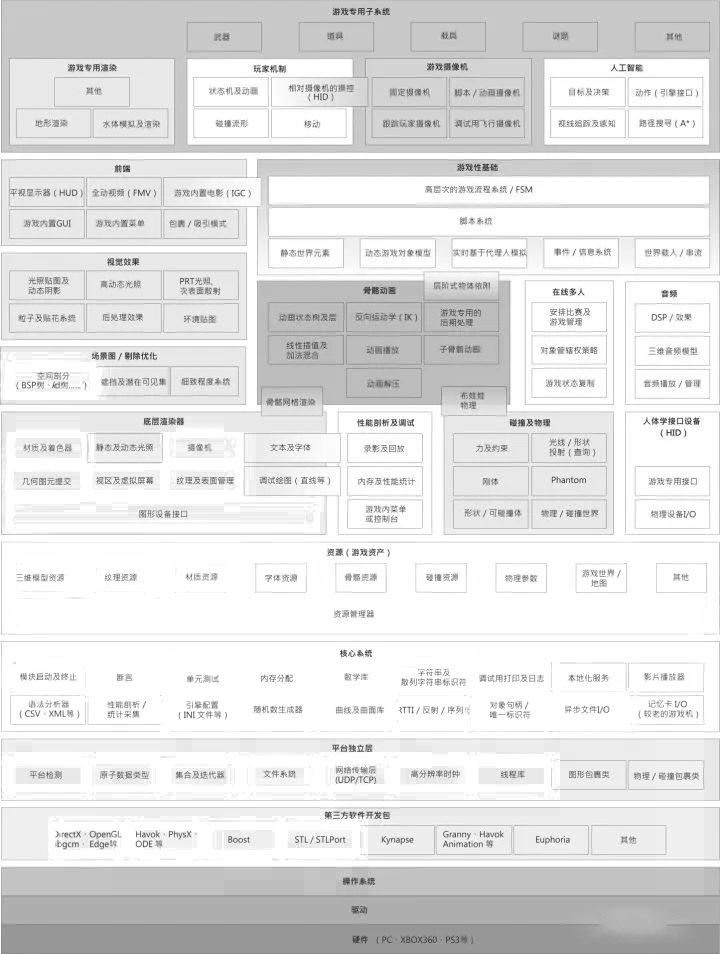 游戏专用子系统
武器
道具
载具
谜题
其他
游戏专用渲染
其他
地形渲染
水体模拟及渲染
玩家机制
状态机及动画
相对摄像机的操控
（HID）
碰撞流形
移动
游戏摄像机
固定摄像机
脚本 / 动画摄像机
跟踪玩家摄像机
调试用飞行摄像机
人工智能
目标及决策
动作（引擎接口）
视线追踪及感知
路径搜寻（A*）
前端
平视显示器（HUD）
全动视频（FMV）
游戏内置电影（IGC）
游戏内置GUI
游戏内置菜单
包裹 / 吸引模式
游戏性基础
高层次的游戏流程系统 / FSM
脚本系统
静态世界元素
动态游戏对象模型
实时基于代理人模拟
事件 / 信息系统
世界载入 / 串流
视觉效果
光照贴图及
动态阴影
高动态光照
PRT光照,
次表面散射
粒子及贴花系统
后处理效果
环境贴图
骨骼动画
层阶式物体依附
动画状态树及层
反向运动学（IK）
游戏专用的
后期处理
线性插值及
加法混合
动画播放
子骨骼动画
动画解压
在线多人
安排比赛及
游戏管理
对象管辖权策略
游戏状态复制
音频
DSP / 效果
三维音频模型
音频播放 / 管理
场景图 / 剔除优化
空间剖分
（BSP树、kd树......）
遮挡及潜在可见集
细致程度系统
骨骼网格渲染
布娃娃
物理
底层渲染器
材质及着色器
静态及动态光照
摄像机
文本及字体
几何图元提交
视区及虚拟屏幕
纹理及表面管理
调试绘图（直线等）
图形设备接口
性能剖析及调试
录影及回放
内存及性能统计
游戏内菜单
或控制台
碰撞及物理
力及约束
光线 / 形状
投射（查询）
刚体
Phantom
形状 / 可碰撞体
物理 / 碰撞世界
人体学接口设备
（HID）
游戏专用接口
物理设备I/O
资源（游戏资产）
三维模型资源
纹理资源
材质资源
字体资源
骨骼资源
碰撞资源
物理参数
游戏世界 /
地图
其他
资源管理器
核心系统
模块启动及终止
断言
单元测试
内存分配
数学库
字符串及
散列字符串标识符
调试用打印及日志
本地化服务
影片播放器
语法分析器
（CSV、XML等）
性能剖析 /
统计采集
引擎配置
（INI 文件等）
随机数生成器
曲线及曲面库
RTTI / 反射 / 序列化
对象句柄 /
唯一标识符
异步文件I/O
记忆卡 I/O
（较老的游戏机）
平台独立层
平台检测
原子数据类型
集合及迭代器
文件系统
网络传输层
(UDP/TCP)
高分辨率时钟
线程库
图形包裹类
物理 / 碰撞包裹类
第三方软件开发包
DirectX、OpenGL
libgcm、Edge等
Havok、PhysX、
ODE 等
Boost
STL / STLPort
Kynapse
Granny、Havok
Animation 等
Euphoria
其他
操作系统
驱动
硬件 （PC、XBOX360、PS3等）